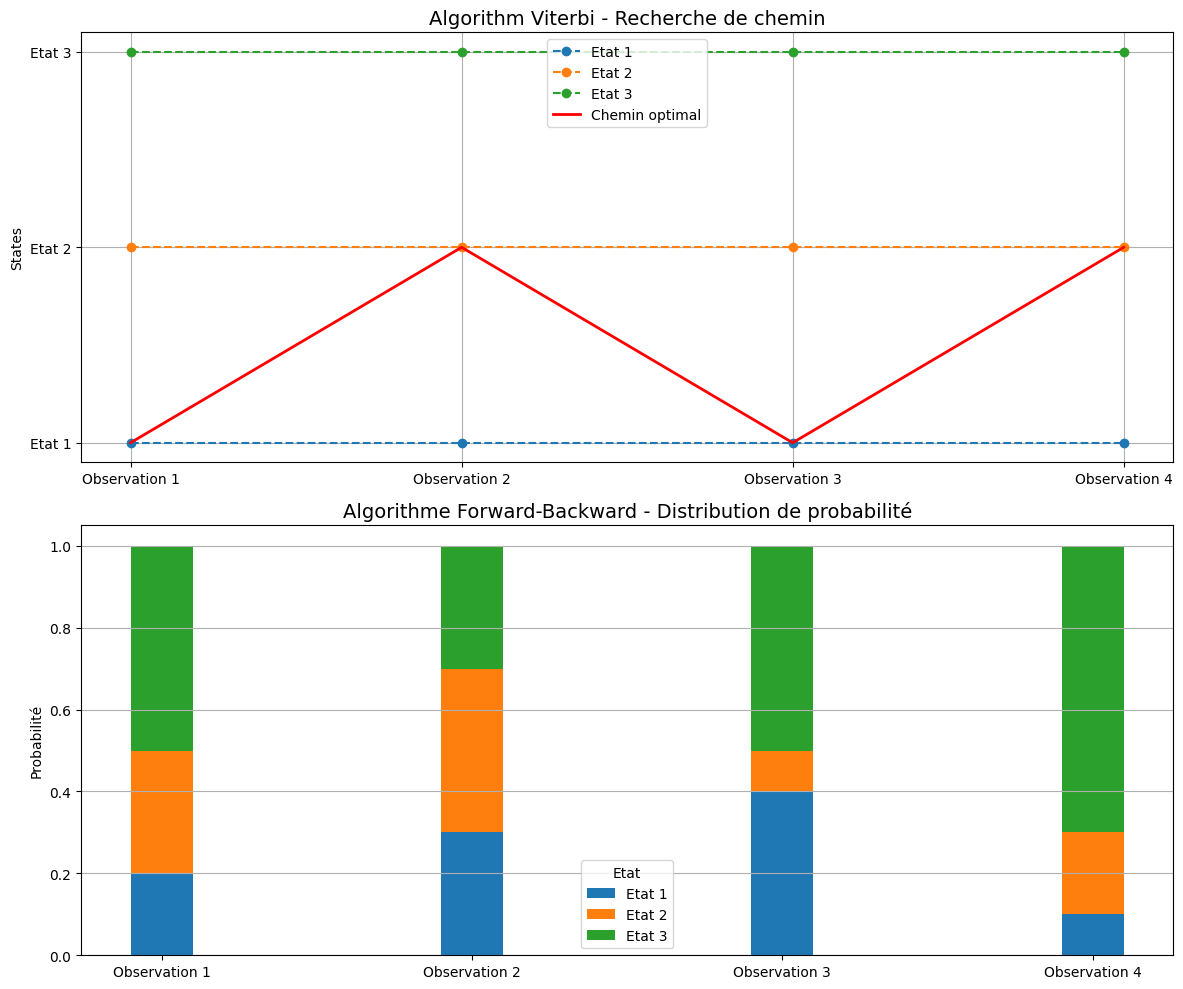 Algorithm Viterbi - Recherche de chemin
States
Etat 3
Etat 2
Etat 1
Etat 1
Etat 2
Etat 3
Chemin optimal
Observation 1
Observation 2
Observation 3
Observation 4
Algorithme Forward-Backward - Distribution de probabilité
Probabilité
1.0
0.8
0.6
0.4
0.2
0.0
Etat
Etat 1
Etat 2
Etat 3
Observation 1
Observation 2
Observation 3
Observation 4